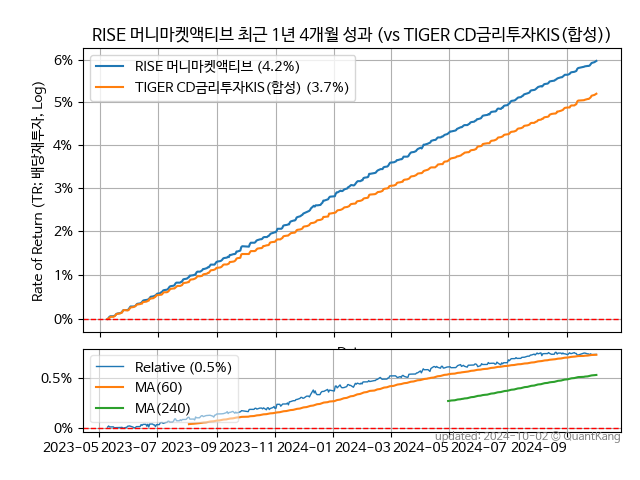 RISE 머니마켓액티브 최근 1년 4개월 성과 (vs TIGER CD금리투자KIS(합성))
Rate of Return (TR: 배당재투자, Log)
6%
5%
4%
3%
2%
1%
0%
RISE 머니마켓액티브 (4.2%)
TIGER CD금리투자KIS(합성) (3.7%)
0.5%
0%
Relative (0.5%)
MA(60)
MA(240)
updated: 2024-10-02 © QuantKang
2023-05 2023-07 2023-09 2023-11 2024-01 2024-03 2024-05 2024-07 2024-09